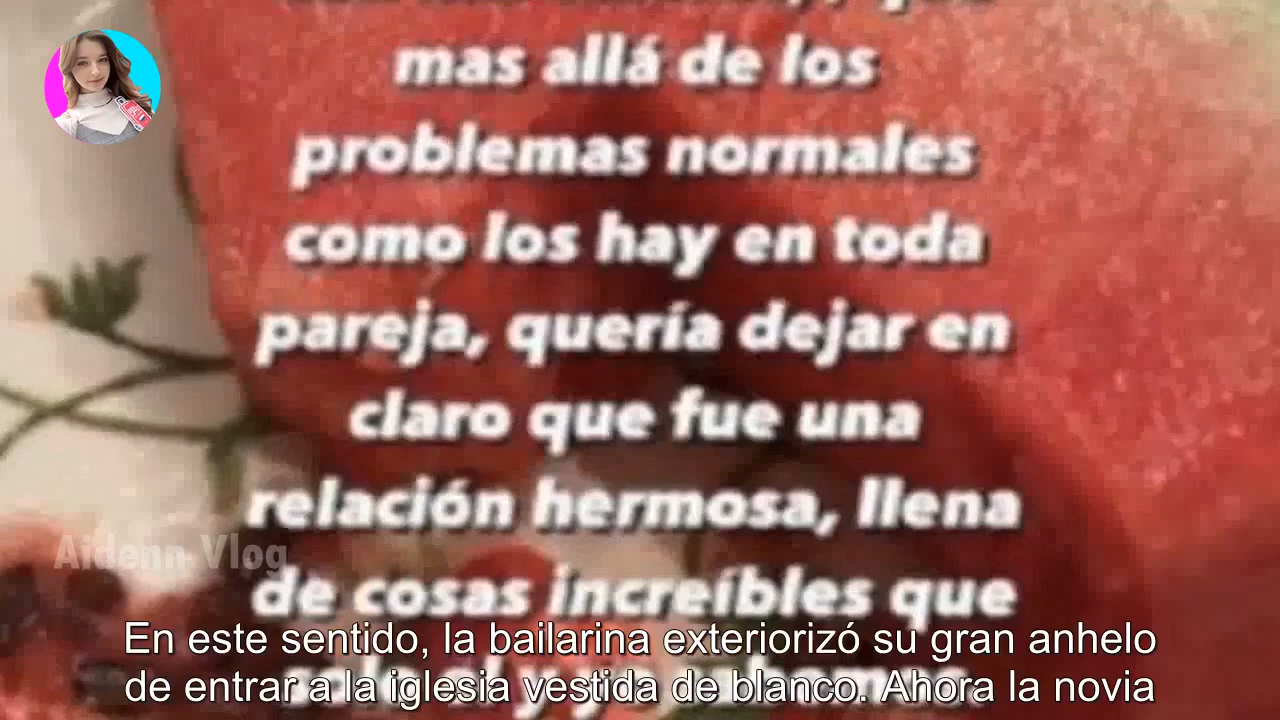 mas allá de los
problemas normales
como los hay en toda
pareja, quería dejar en
claro que fue una
relación hermosa, llena
Aidenn Vlog
de cosas increíbles que
En este sentido, la bailarina exteriorizó su gran anhelo
de entrar a la iglesia vestida de blanco. Ahora la novia